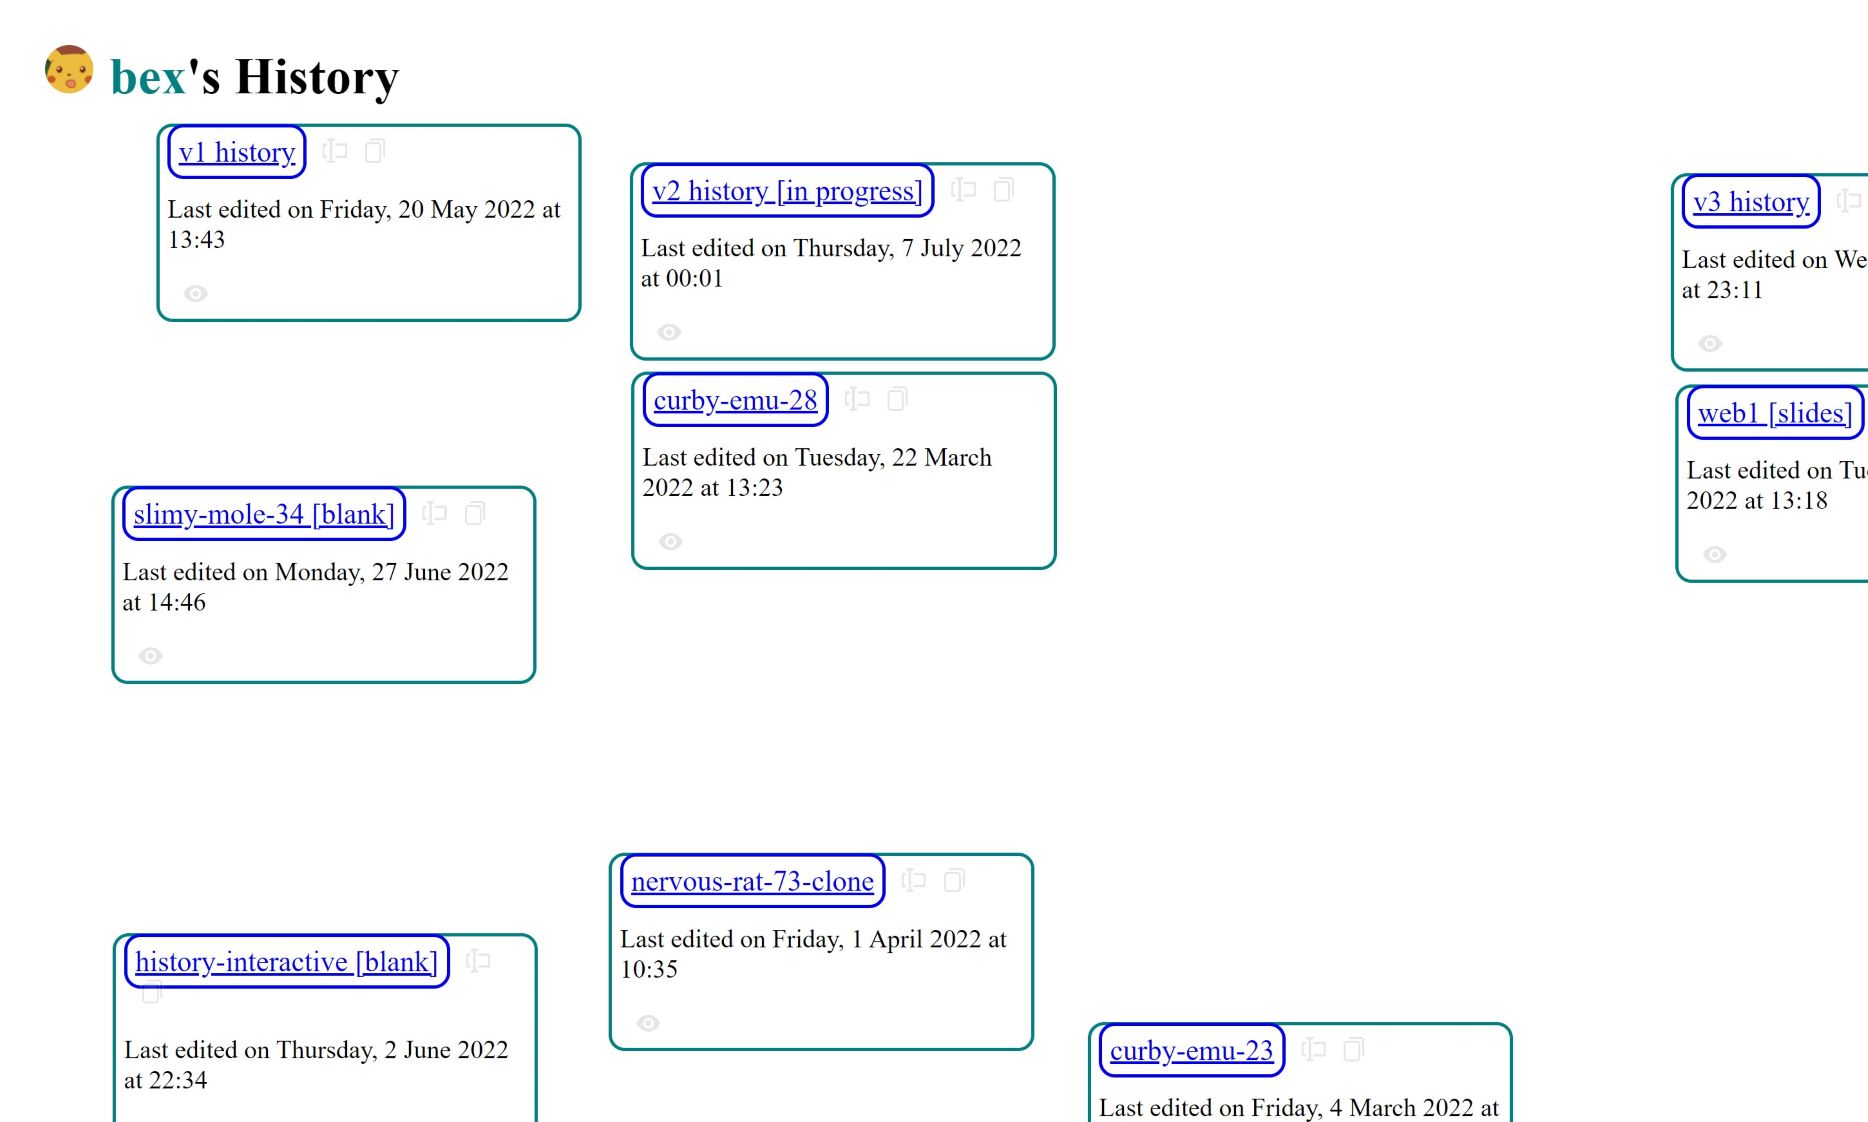 bex's History
v1 history
Last edited on Friday, 20 May 2022 at
13:43
v2 history [in progress]
Last edited on Thursday, 7 July 2022
at 00:01
v3 history
Last edited on We
at 23:11
curby-emu-28
Last edited on Tuesday, 22 March
2022 at 13:23
web1 [slides]
Last edited on Tu
2022 at 13:18
slimy-mole-34 [blank]
Last edited on Monday, 27 June 2022
at 14:46
nervous-rat-73-clone
Last edited on Friday, 1 April 2022 at
10:35
history-interactive [blank]
Last edited on Thursday, 2 June 2022
at 22:34
curby-emu-23
Last edited on Friday, 4 March 2022 at